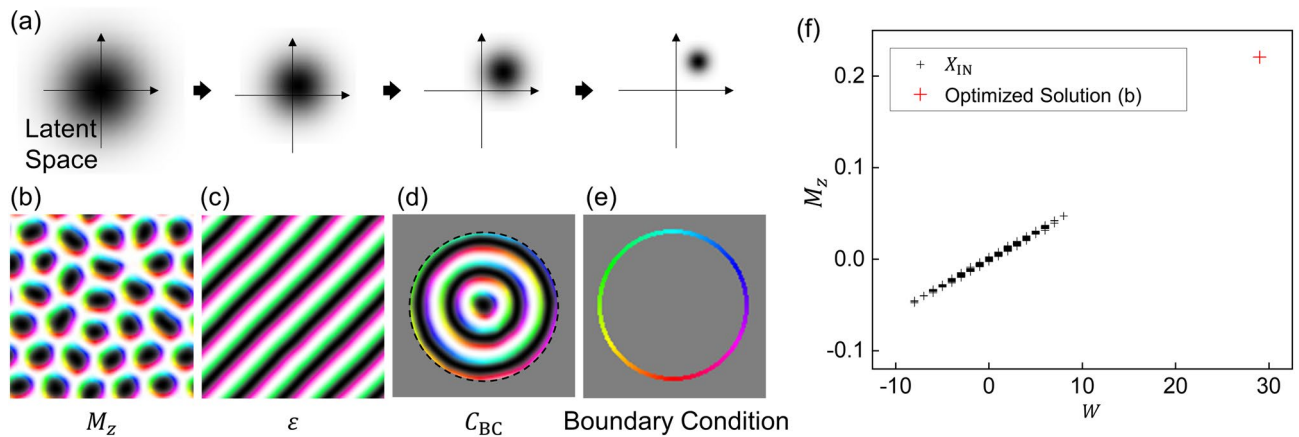 (a)
Latent
Space
(b)
(c)
(d)
(e)
M_z
ε
C_BC
Boundary Condition
(f)
X_IN
Optimized Solution (b)
M_z
0.2
0.1
0.0
-0.1
-10
0
10
20
30
W